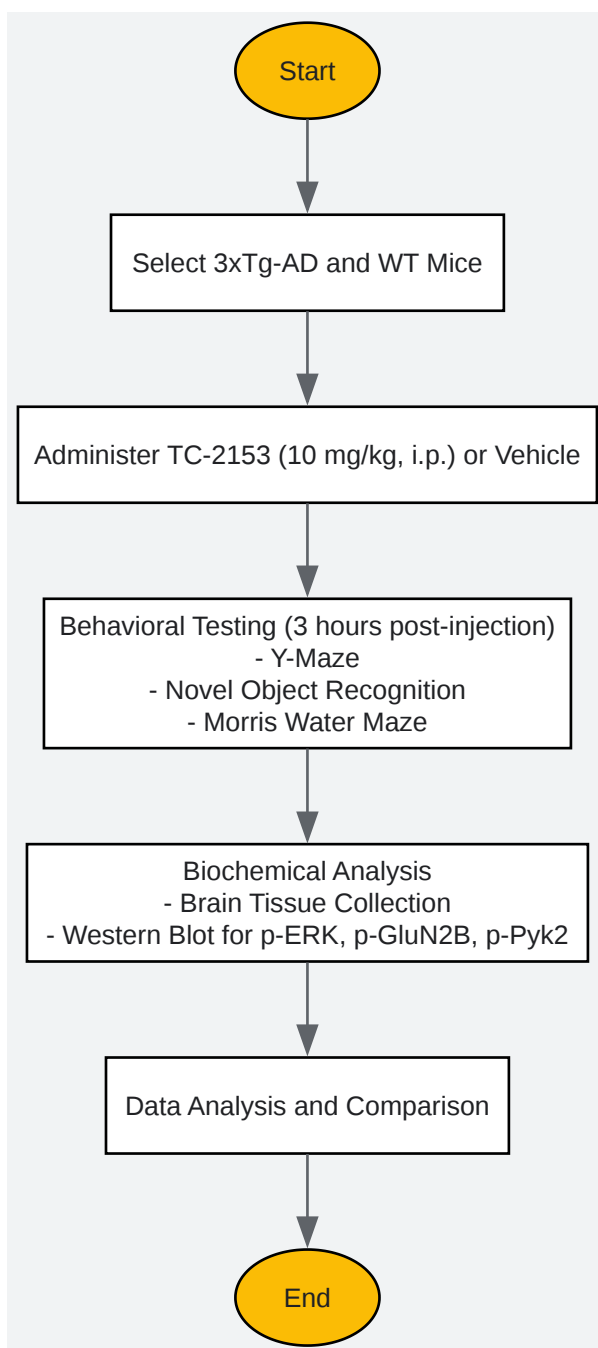 Start
Select 3xTg-AD and WT Mice
Administer TC-2153 (10 mg/kg, i.p.) or Vehicle
Behavioral Testing (3 hours post-injection)
- Y-Maze
- Novel Object Recognition
- Morris Water Maze
Biochemical Analysis
- Brain Tissue Collection
- Western Blot for p-ERK, p-GluN2B, p-Pyk2
Data Analysis and Comparison
End